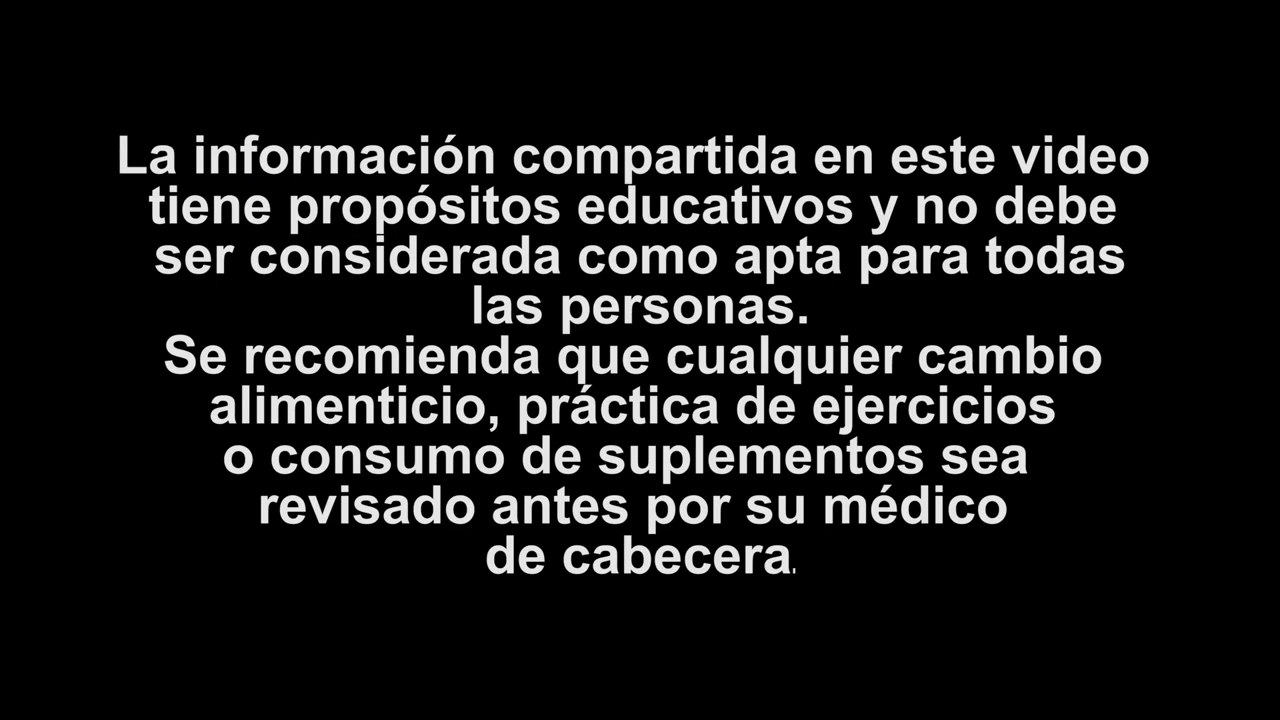 La información compartida en este video
tiene propósitos educativos y no debe
ser considerada como apta para todas
las personas.
Se recomienda que cualquier cambio
alimenticio, práctica de ejercicios
o consumo de suplementos sea
revisado antes por su médico
de cabecera.